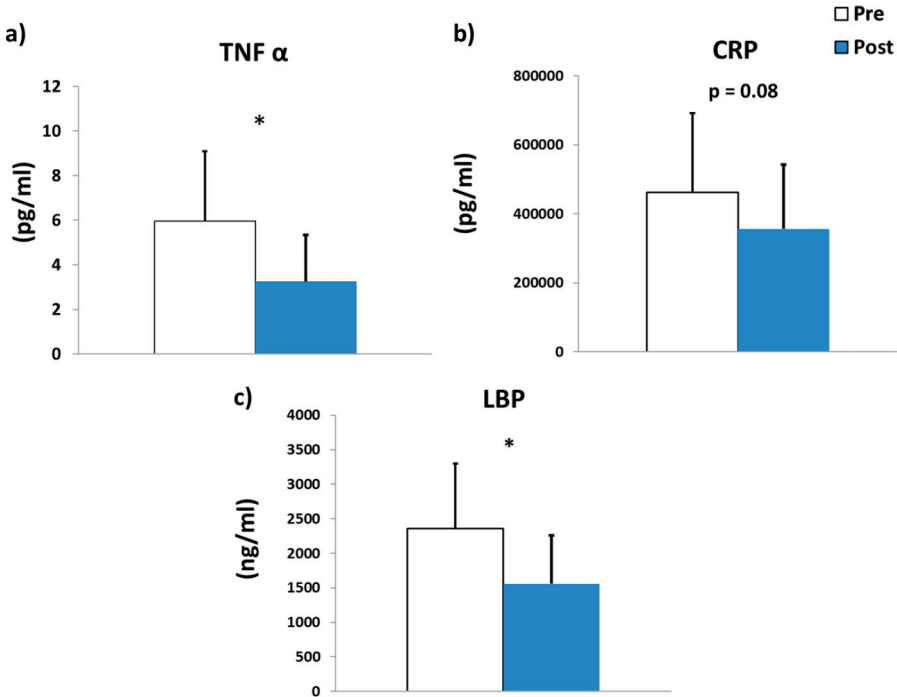 Pre
Post
a)
TNF α
(pg/ml)
12
10
8
6
4
2
0
*
b)
CRP
(pg/ml)
800000
600000
400000
200000
0
p = 0.08
c)
LBP
(ng/ml)
4000
3500
3000
2500
2000
1500
1000
500
0
*